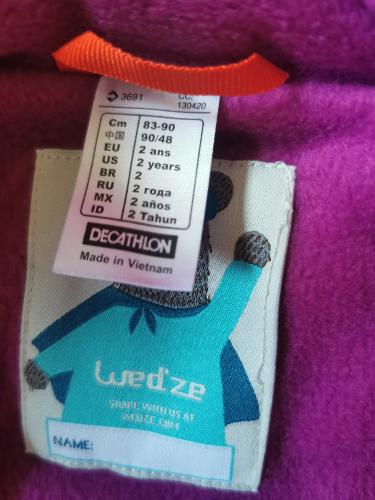 3691
CC:
130420
Cm 83-90
中国 90/48
EU 2 ans
US 2 years
BR 2
RU 2 года
MX 2 años
ID 2 Tahun
DECATHLON
Made in Vietnam
wed'ze
SHARE WITH US AT
WEDZE.COM
NAME: